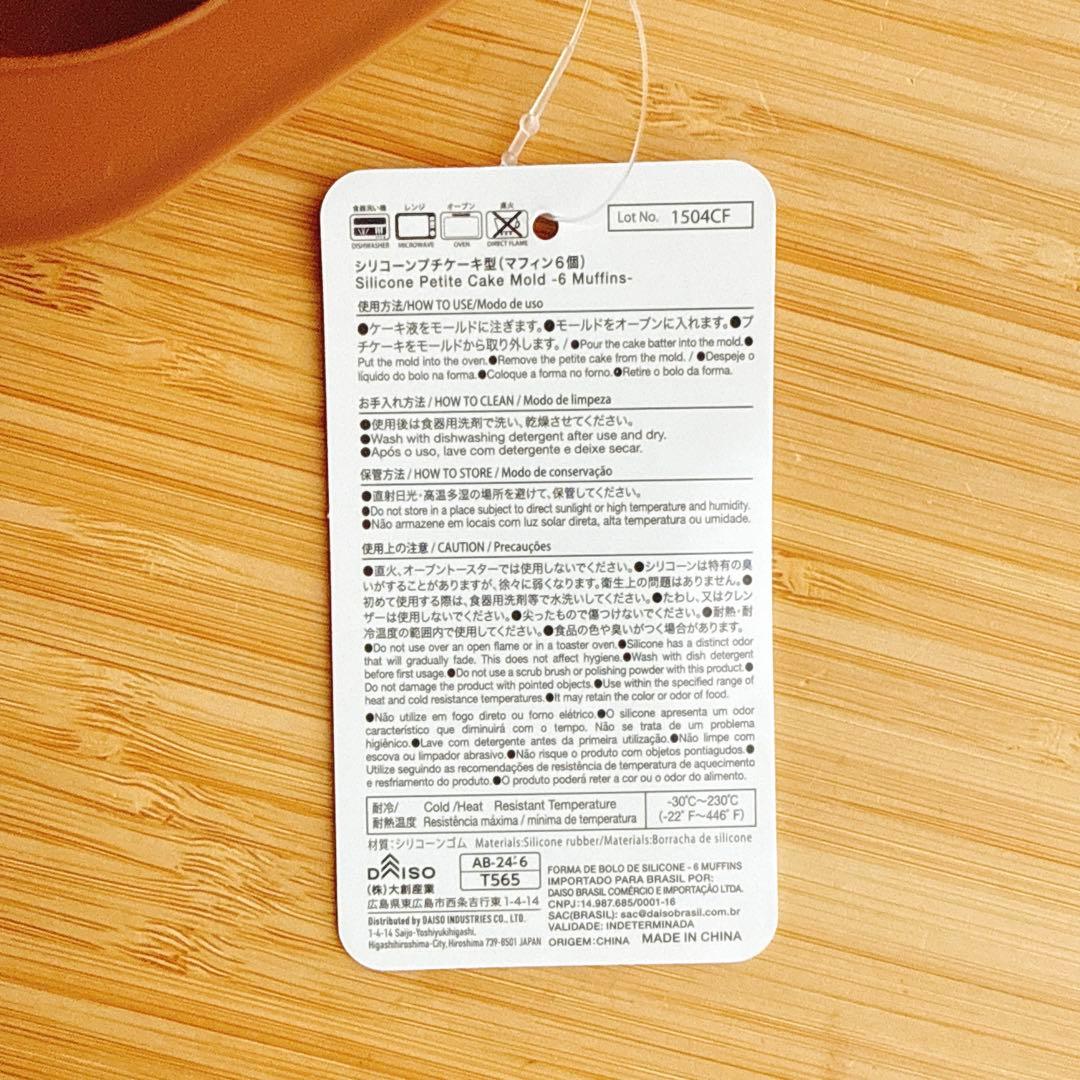 食器洗い機 レンジ オーブン 直火
DISHWASHER MICROWAVE OVEN DIRECT FLAME
Lot No. 1504CF
シリコーンプチケーキ型(マフィン6個)
Silicone Petite Cake Mold -6 Muffins-
使用方法/HOW TO USE/Modo de uso
●ケーキ液をモールドに注ぎます。●モールドをオーブンに入れます。●プ
チケーキをモールドから取り外します。/ ●Pour the cake batter into the mold.●
Put the mold into the oven.●Remove the petite cake from the mold. / ●Despeje o
líquido do bolo na forma.●Coloque a forma no forno.●Retire o bolo da forma.
お手入れ方法 / HOW TO CLEAN / Modo de limpeza
●使用後は食器用洗剤で洗い、乾燥させてください。
●Wash with dishwashing detergent after use and dry.
●Após o uso, lave com detergente e deixe secar.
保管方法 / HOW TO STORE / Modo de conservação
●直射日光・高温多湿の場所を避けて、保管してください。
●Do not store in a place subject to direct sunlight or high temperature and humidity.
●Não armazene em locais com luz solar direta, alta temperatura ou umidade.
使用上の注意 / CAUTION / Precauções
●直火、オーブントースターでは使用しないでください。●シリコーンは特有の臭
いがすることがありますが、徐々に弱くなります。衛生上の問題はありません。●
初めて使用する際は、食器用洗剤等で水洗いしてください。●たわし、又はクレン
ザーは使用しないでください。●尖ったもので傷つけないでください。●耐熱・耐
冷温度の範囲内で使用してください。●食品の色や臭いがつく場合があります。
●Do not use over an open flame or in a toaster oven.●Silicone has a distinct odor
that will gradually fade. This does not affect hygiene.●Wash with dish detergent
before first usage.●Do not use a scrub brush or polishing powder with this product.●
Do not damage the product with pointed objects.●Use within the specified range of
heat and cold resistance temperatures.●It may retain the color or odor of food.
●Não utilize em fogo direto ou forno elétrico.●O silicone apresenta um odor
característico que diminuirá com o tempo. Não se trata de um problema
higiênico.●Lave com detergente antes da primeira utilização.●Não limpe com
escova ou limpador abrasivo.●Não risque o produto com objetos pontiagudos.●
Utilize seguindo as recomendações de resistência de temperatura de aquecimento
e resfriamento do produto.●O produto poderá reter a cor ou o odor do alimento.
耐冷/ Cold /Heat Resistant Temperature -30℃~230℃
耐熱温度 Resistência máxima / mínima de temperatura (-22° F~446° F)
材質:シリコーンゴム Materials:Silicone rubber/Materials:Borracha de silicone
DAISO
(株)大創産業
AB-24-6
T565
広島県東広島市西条吉行東1-4-14
Distributed by DAISO INDUSTRIES CO., LTD.
1-4-14 Saijo-Yoshiyukihigashi,
Higashihiroshima-City, Hiroshima 739-8501 JAPAN
FORMA DE BOLO DE SILICONE - 6 MUFFINS
IMPORTADO PARA BRASIL POR:
DAISO BRASIL COMÉRCIO E IMPORTAÇÃO LTDA.
CNPJ:14.987.685/0001-16
SAC(BRASIL): sac@daisobrasil.com.br
VALIDADE: INDETERMINADA
ORIGEM:CHINA MADE IN CHINA